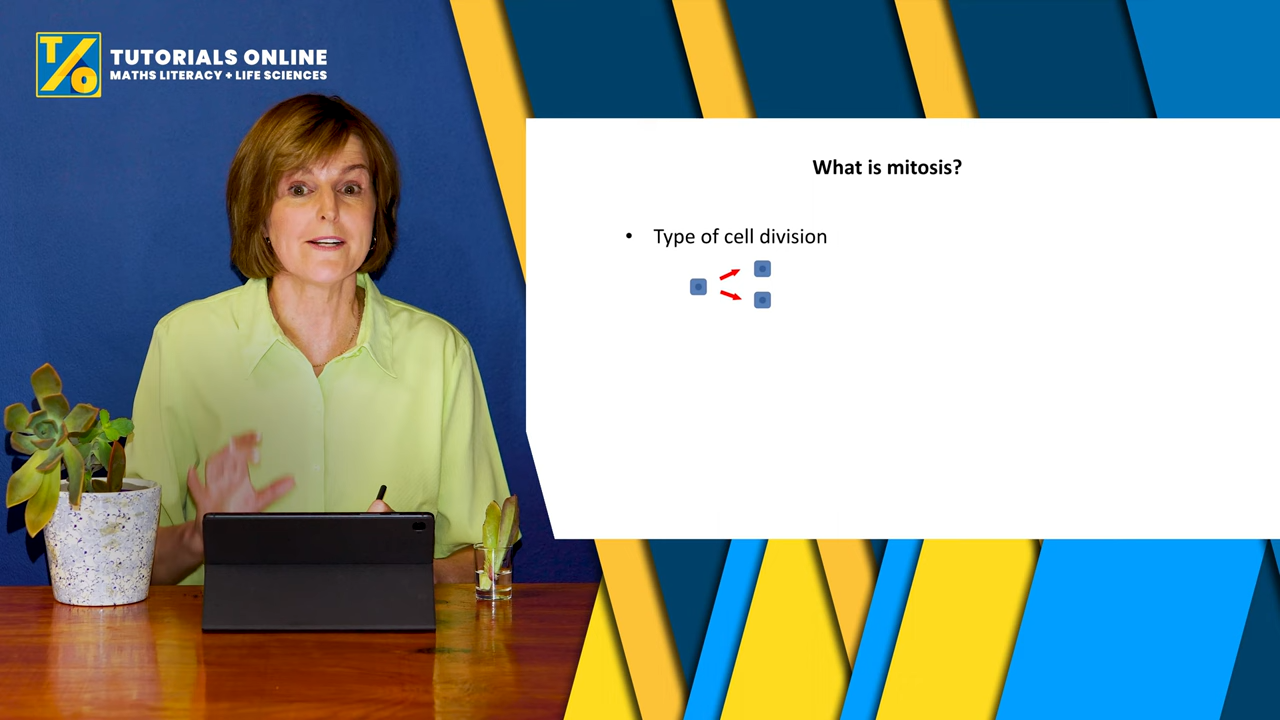 TUTORIALS ONLINE
MATHS LITERACY + LIFE SCIENCES
What is mitosis?
• Type of cell division